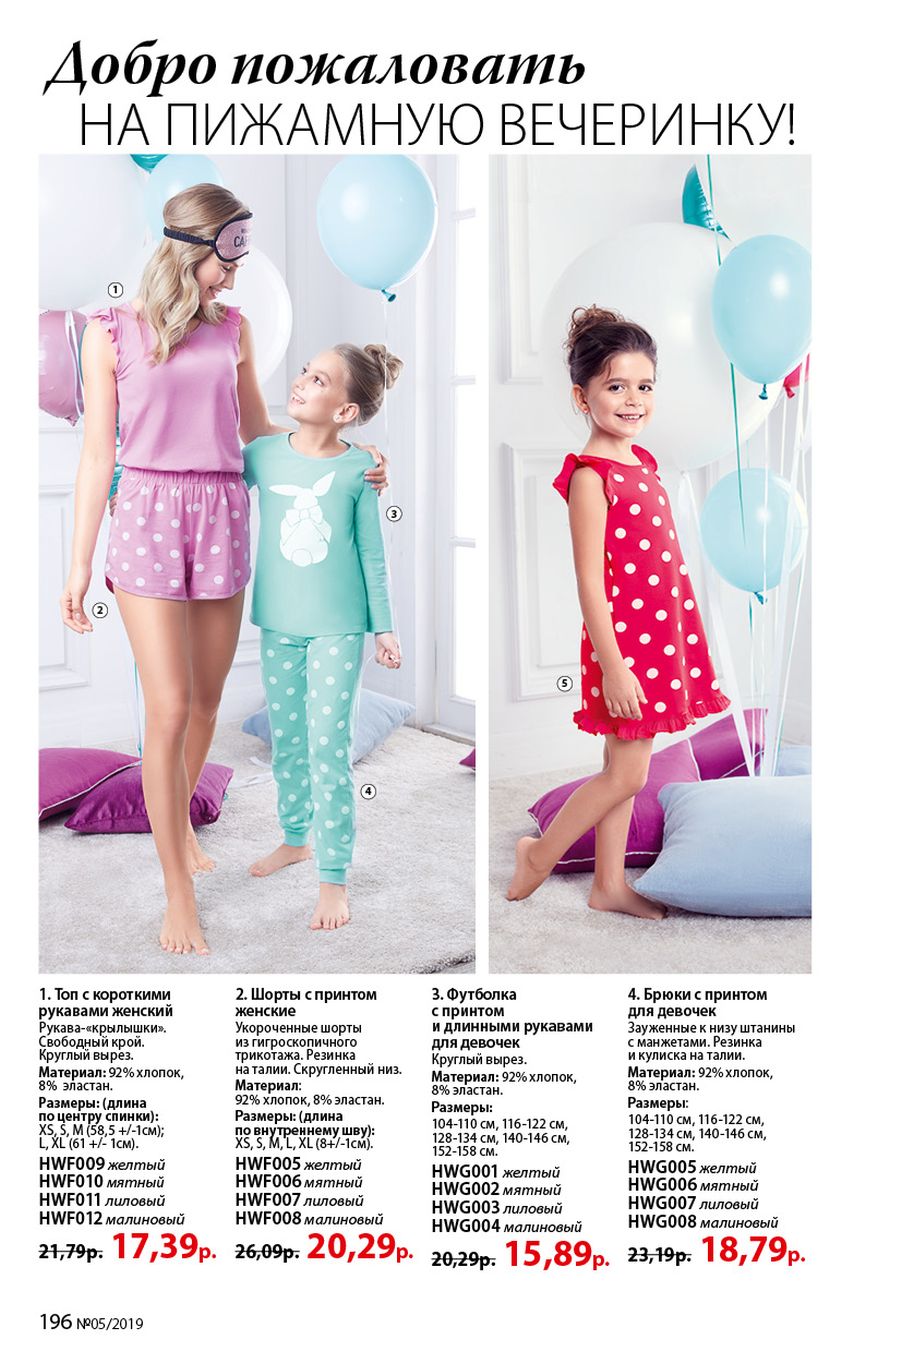 Добро пожаловать
НА ПИЖАМНУЮ ВЕЧЕРИНКУ!
1
2
3
4
5
1. Топ с короткими
рукавами женский
Рукава-«крылышки».
Свободный крой.
Круглый вырез.
Материал: 92% хлопок,
8% эластан.
Размеры: (длина
по центру спинки):
XS, S, M (58,5 +/-1см);
L, XL (61 +/- 1см).
HWF009 желтый
HWF010 мятный
HWF011 лиловый
HWF012 малиновый
21,79р. 17,39р.
2. Шорты с принтом
женские
Укороченные шорты
из гигроскопичного
трикотажа. Резинка
на талии. Скругленный низ.
Материал:
92% хлопок, 8% эластан.
Размеры: (длина
по внутреннему шву):
XS, S, M, L, XL (8+/-1см).
HWF005 желтый
HWF006 мятный
HWF007 лиловый
HWF008 малиновый
26,09р. 20,29р.
3. Футболка
с принтом
и длинными рукавами
для девочек
Круглый вырез.
Материал: 92% хлопок,
8% эластан.
Размеры:
104-110 см, 116-122 см,
128-134 см, 140-146 см,
152-158 см.
HWG001 желтый
HWG002 мятный
HWG003 лиловый
HWG004 малиновый
20,29р. 15,89р.
4. Брюки с принтом
для девочек
Зауженные к низу штанины
с манжетами. Резинка
и кулиска на талии.
Материал: 92% хлопок,
8% эластан.
Размеры:
104-110 см, 116-122 см,
128-134 см, 140-146 см,
152-158 см.
HWG005 желтый
HWG006 мятный
HWG007 лиловый
HWG008 малиновый
23,19р. 18,79р.
196 №05/2019